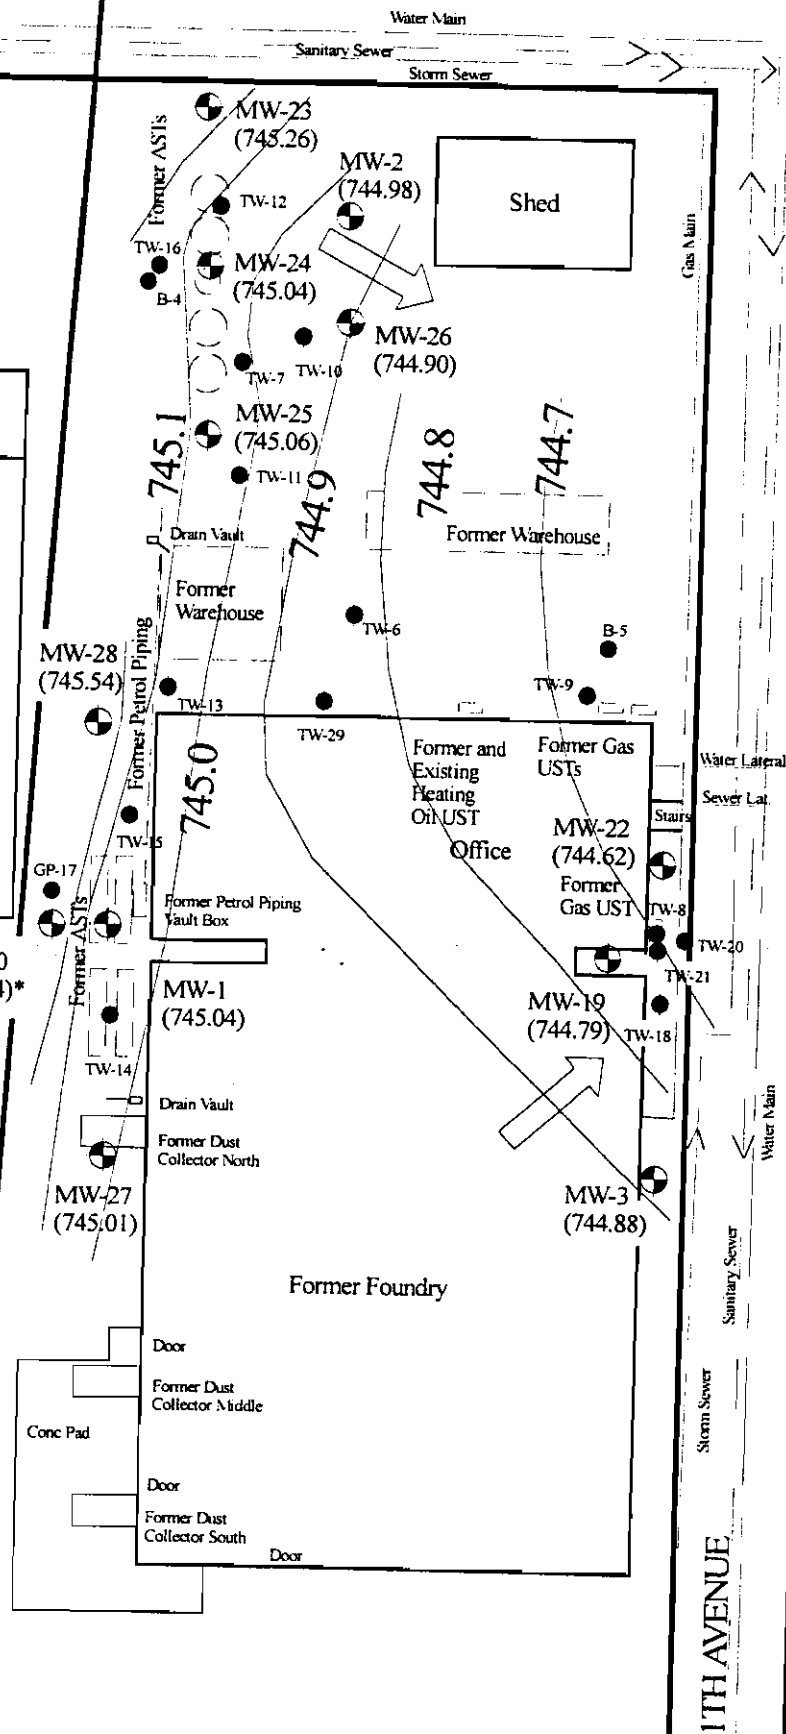 Water Main
Sanitary Sewer
Storm Sewer
MW-23
(745.26)
Former ASTs
MW-2
(744.98)
Shed
TW-12
TW-16
B-4
MW-24
(745.04)
Gas Main
MW-26
(744.90)
TW-10
TW-7
MW-25
(745.06)
TW-11
745.1
744.9
744.8
744.7
Drain Vault
Former Warehouse
Former
Warehouse
TW-6
B-5
MW-28
(745.54)
Former Petrol Piping
TW-13
TW-29
TW-9
745.0
Former and
Existing
Heating
Oil UST
Former Gas
USTs
Water Lateral
Sewer Lat.
Stairs
Office
MW-22
(744.62)
TW-15
GP-17
Former
Gas UST
TW-8
TW-20
TW-21
Former ASTs
Former Petrol Piping
Vault Box
0
4)*
MW-1
(745.04)
MW-19
(744.79)
TW-18
TW-14
Drain Vault
Former Dust
Collector North
Water Main
MW-27
(745.01)
MW-3
(744.88)
Former Foundry
Sanitary Sewer
Door
Former Dust
Collector Middle
Storm Sewer
Conc Pad
Door
Former Dust
Collector South
Door
1TH AVENUE